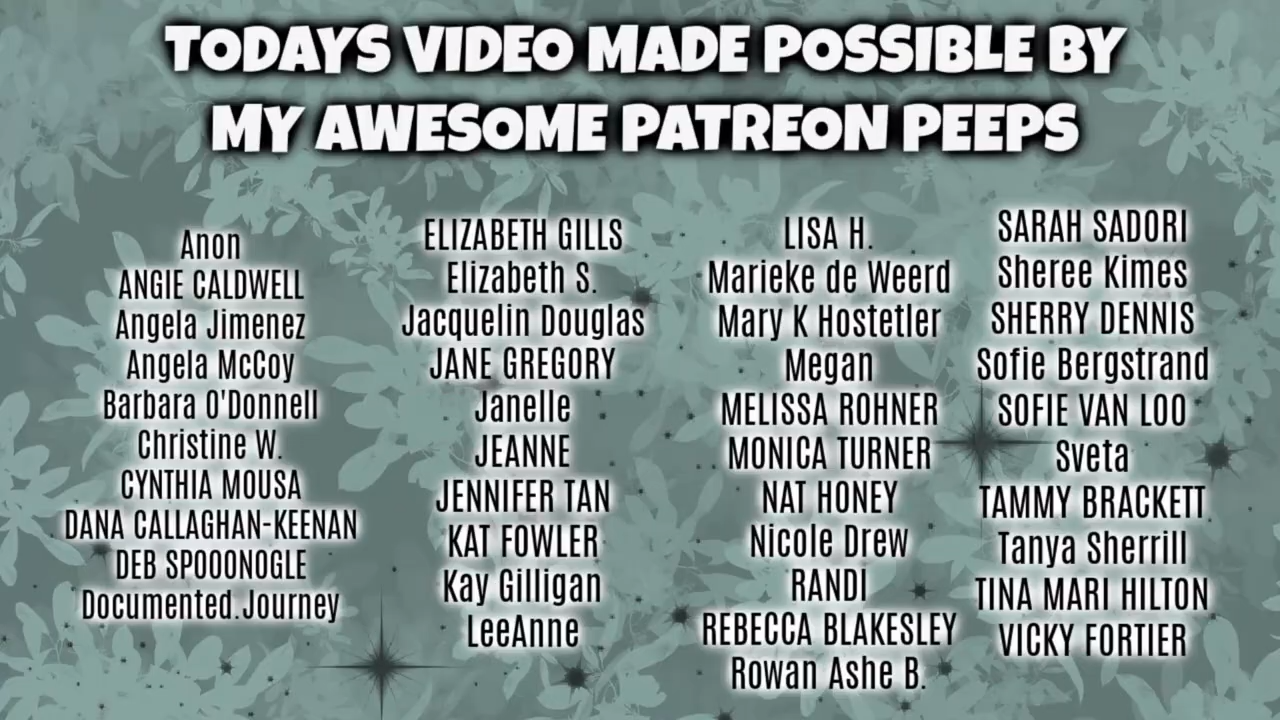 TODAYS VIDEO MADE POSSIBLE BY
MY AWESOME PATREON PEEPS
Anon
ANGIE CALDWELL
Angela Jimenez
Angela McCoy
Barbara O'Donnell
Christine W.
CYNTHIA MOUSA
DANA CALLAGHAN-KEENAN
DEB SPOOONOGLE
Documented.Journey
ELIZABETH GILLS
Elizabeth S.
Jacquelin Douglas
JANE GREGORY
Janelle
JEANNE
JENNIFER TAN
KAT FOWLER
Kay Gilligan
LeeAnne
LISA H.
Marieke de Weerd
Mary K Hostetler
Megan
MELISSA ROHNER
MONICA TURNER
NAT HONEY
Nicole Drew
RANDI
REBECCA BLAKESLEY
Rowan Ashe B.
SARAH SADORI
Sheree Kimes
SHERRY DENNIS
Sofie Bergstrand
SOFIE VAN LOO
Sveta
TAMMY BRACKETT
Tanya Sherrill
TINA MARI HILTON
VICKY FORTIER